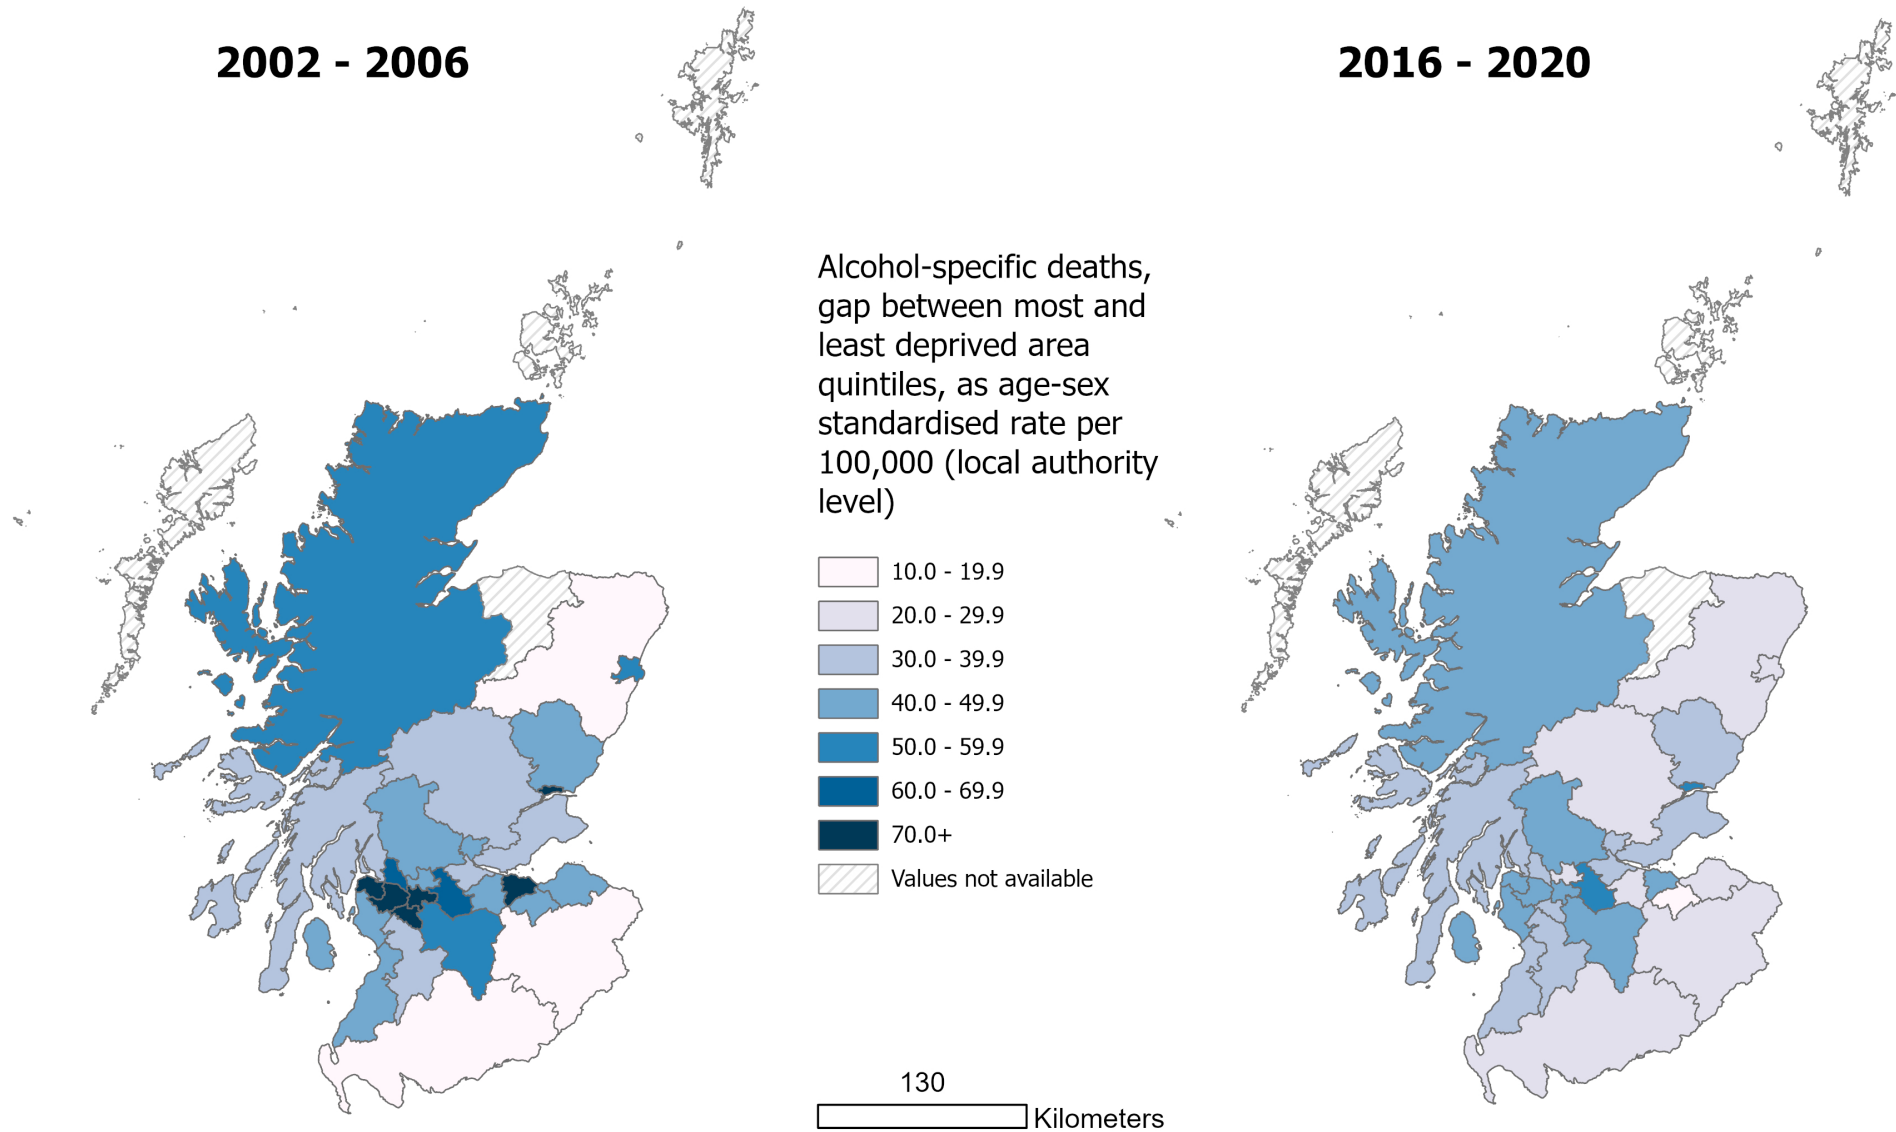 2002 - 2006
2016 - 2020
Alcohol-specific deaths,
gap between most and
least deprived area
quintiles, as age-sex
standardised rate per
100,000 (local authority
level)
10.0 - 19.9
20.0 - 29.9
30.0 - 39.9
40.0 - 49.9
50.0 - 59.9
60.0 - 69.9
70.0+
Values not available
130
Kilometers